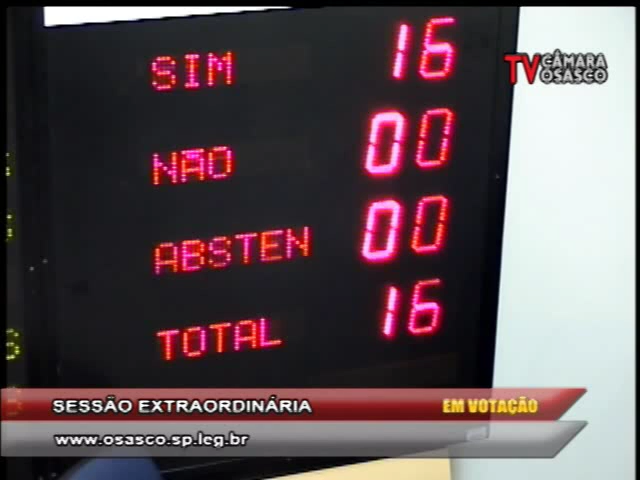 SIM 16
NÃO 00
ABSTEN 00
TOTAL 16
TV CÂMARA
OSASCO
SESSÃO EXTRAORDINÁRIA EM VOTAÇÃO
www.osasco.sp.leg.br